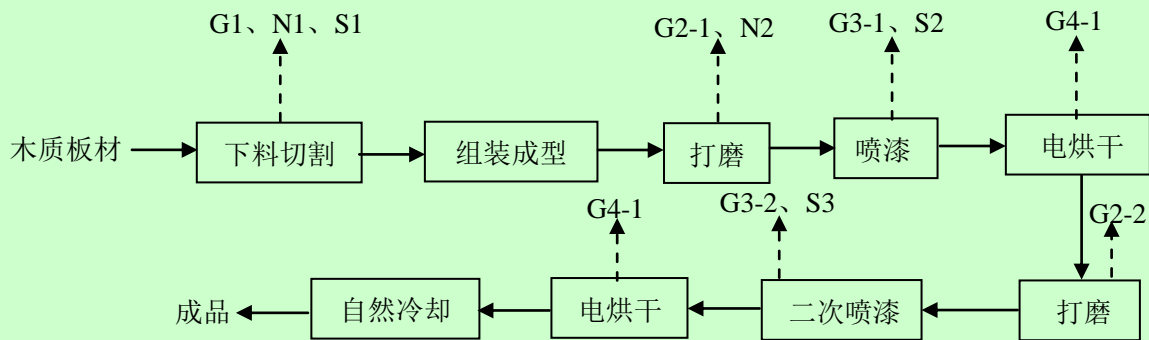 G1、N1、S1
G2-1、N2
G3-1、S2
G4-1
木质板材
下料切割
组装成型
打磨
喷漆
电烘干
G4-1
G3-2、S3
G2-2
成品
自然冷却
电烘干
二次喷漆
打磨